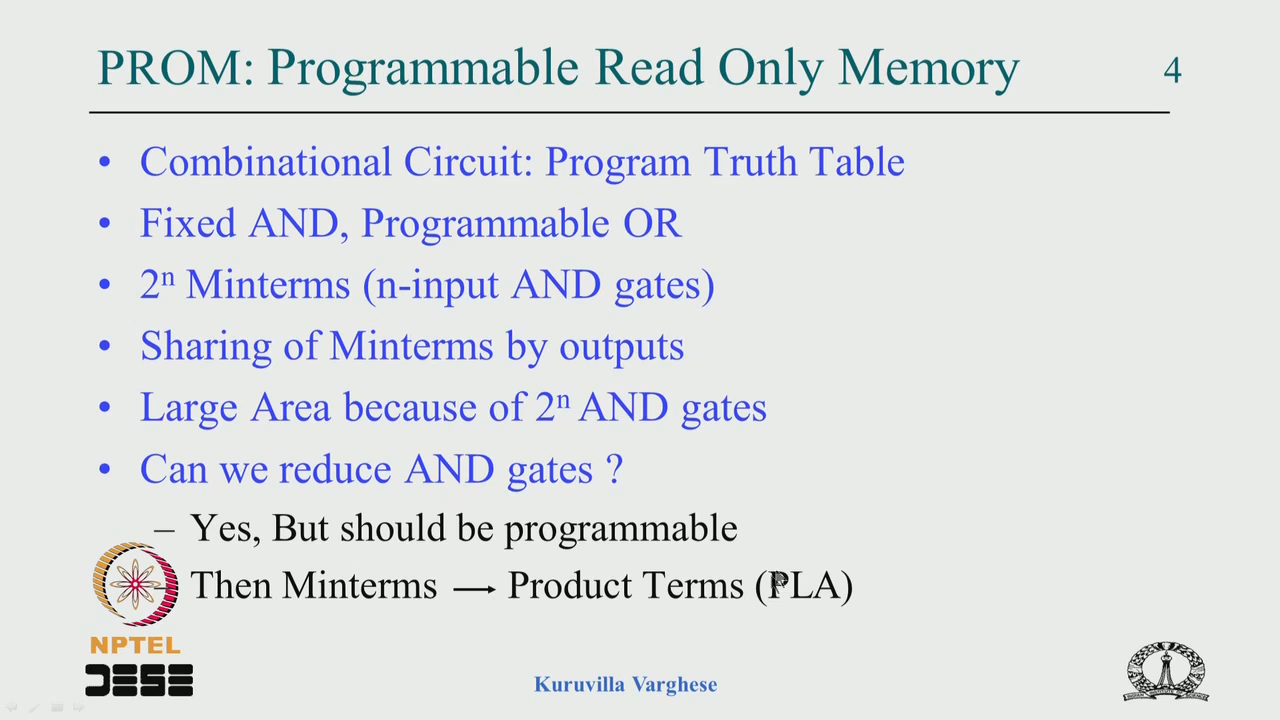 PROM: Programmable Read Only Memory 4
• Combinational Circuit: Program Truth Table
• Fixed AND, Programmable OR
• 2ⁿ Minterms (n-input AND gates)
• Sharing of Minterms by outputs
• Large Area because of 2ⁿ AND gates
• Can we reduce AND gates ?
– Yes, But should be programmable
– Then Minterms → Product Terms (PLA)
NPTEL
DESE
Kuruvilla Varghese